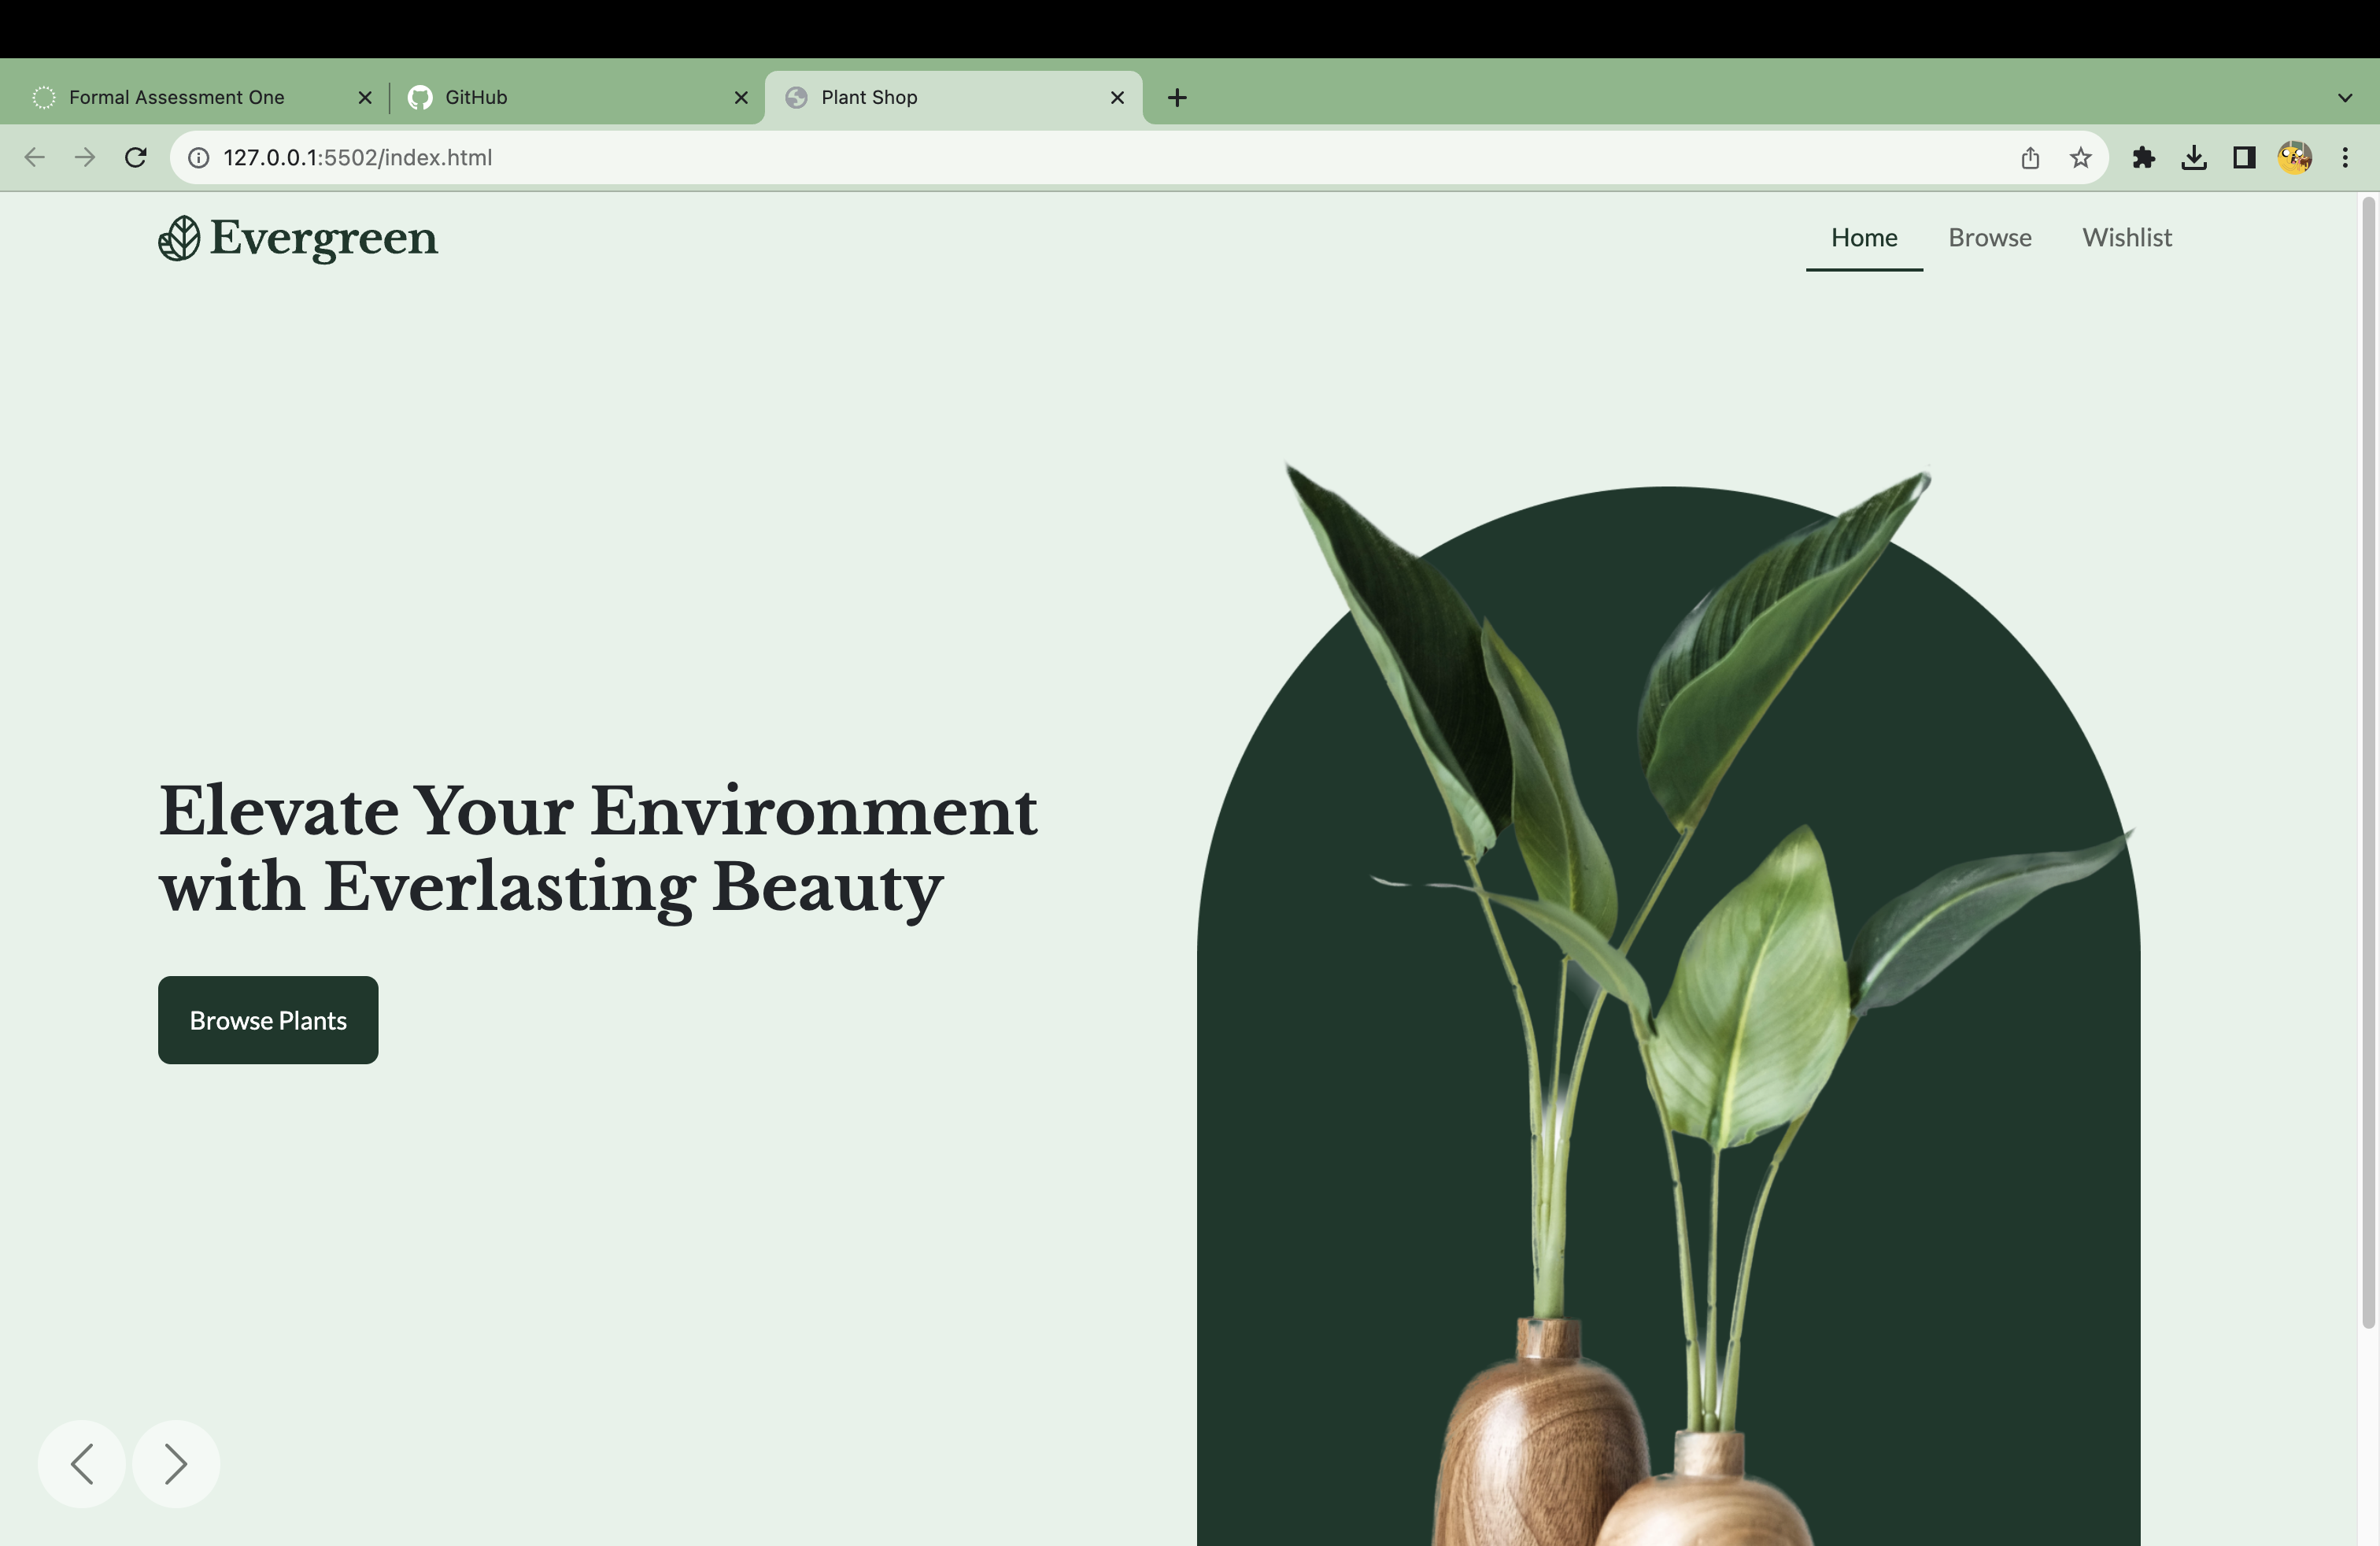 Formal Assessment One
GitHub
Plant Shop
127.0.0.1:5502/index.html
Evergreen
Home
Browse
Wishlist
Elevate Your Environment
with Everlasting Beauty
Browse Plants